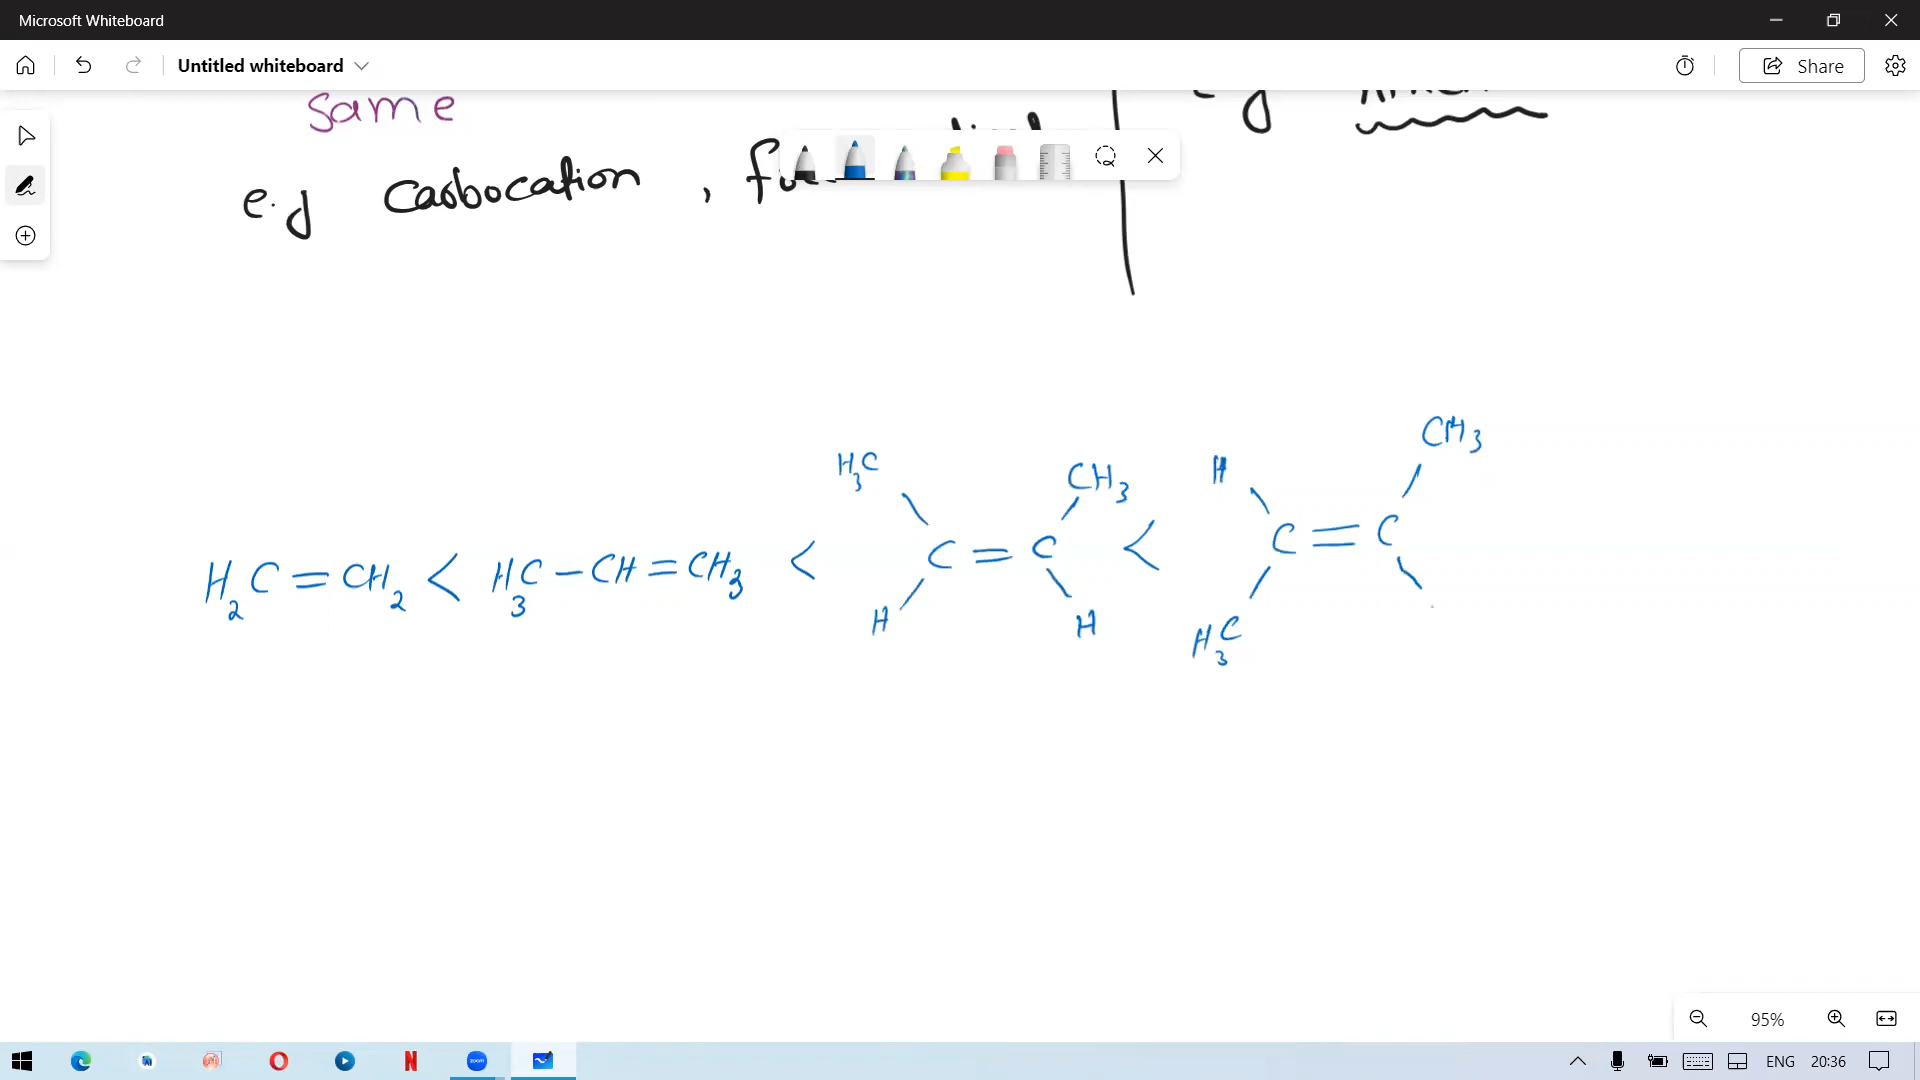 Microsoft Whiteboard
Untitled whiteboard
Share
Same
e.g carbocation ,
H2C=CH2 < H3C-CH=CH3 <
H3C
CH3
C=C
H
H
<
H
CH3
C=C
H3C
95%
zoom
ENG
20:36